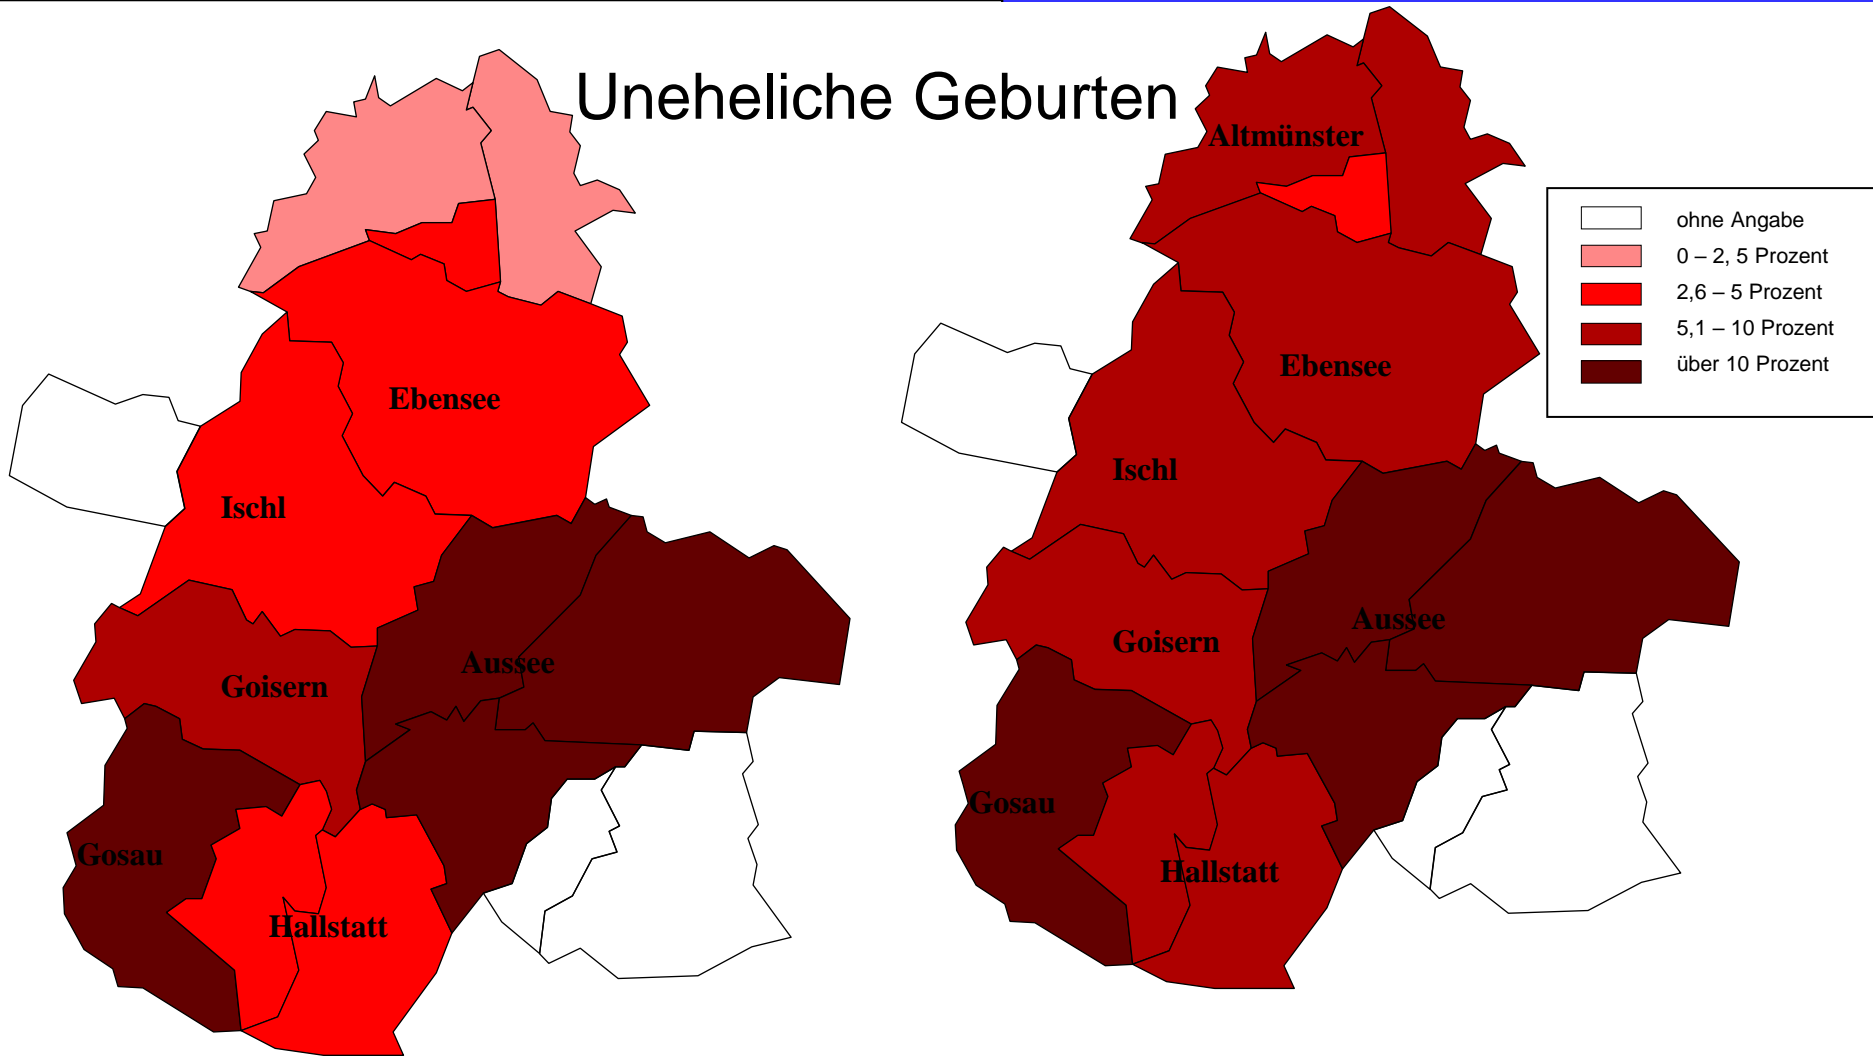 Uneheliche Geburten
Ebensee
Ischl
Aussee
Goisern
Gosau
Hallstatt
Altmünster
Ebensee
Ischl
Aussee
Goisern
Gosau
Hallstatt
ohne Angabe
0 – 2, 5 Prozent
2,6 – 5 Prozent
5,1 – 10 Prozent
über 10 Prozent